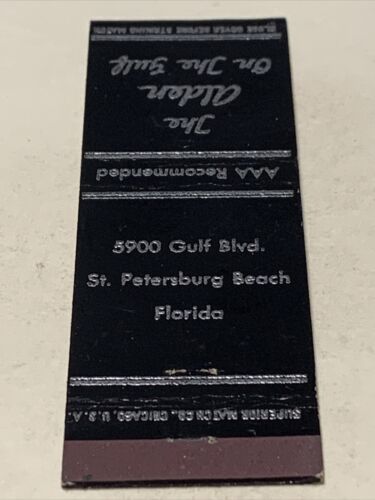 CLOSE COVER BEFORE STRIKING MATCH
The
Alden
On The Gulf
AAA Recommended
5900 Gulf Blvd.
St. Petersburg Beach
Florida
SUPERIOR MATCH CO., CHICAGO, U.S.A.